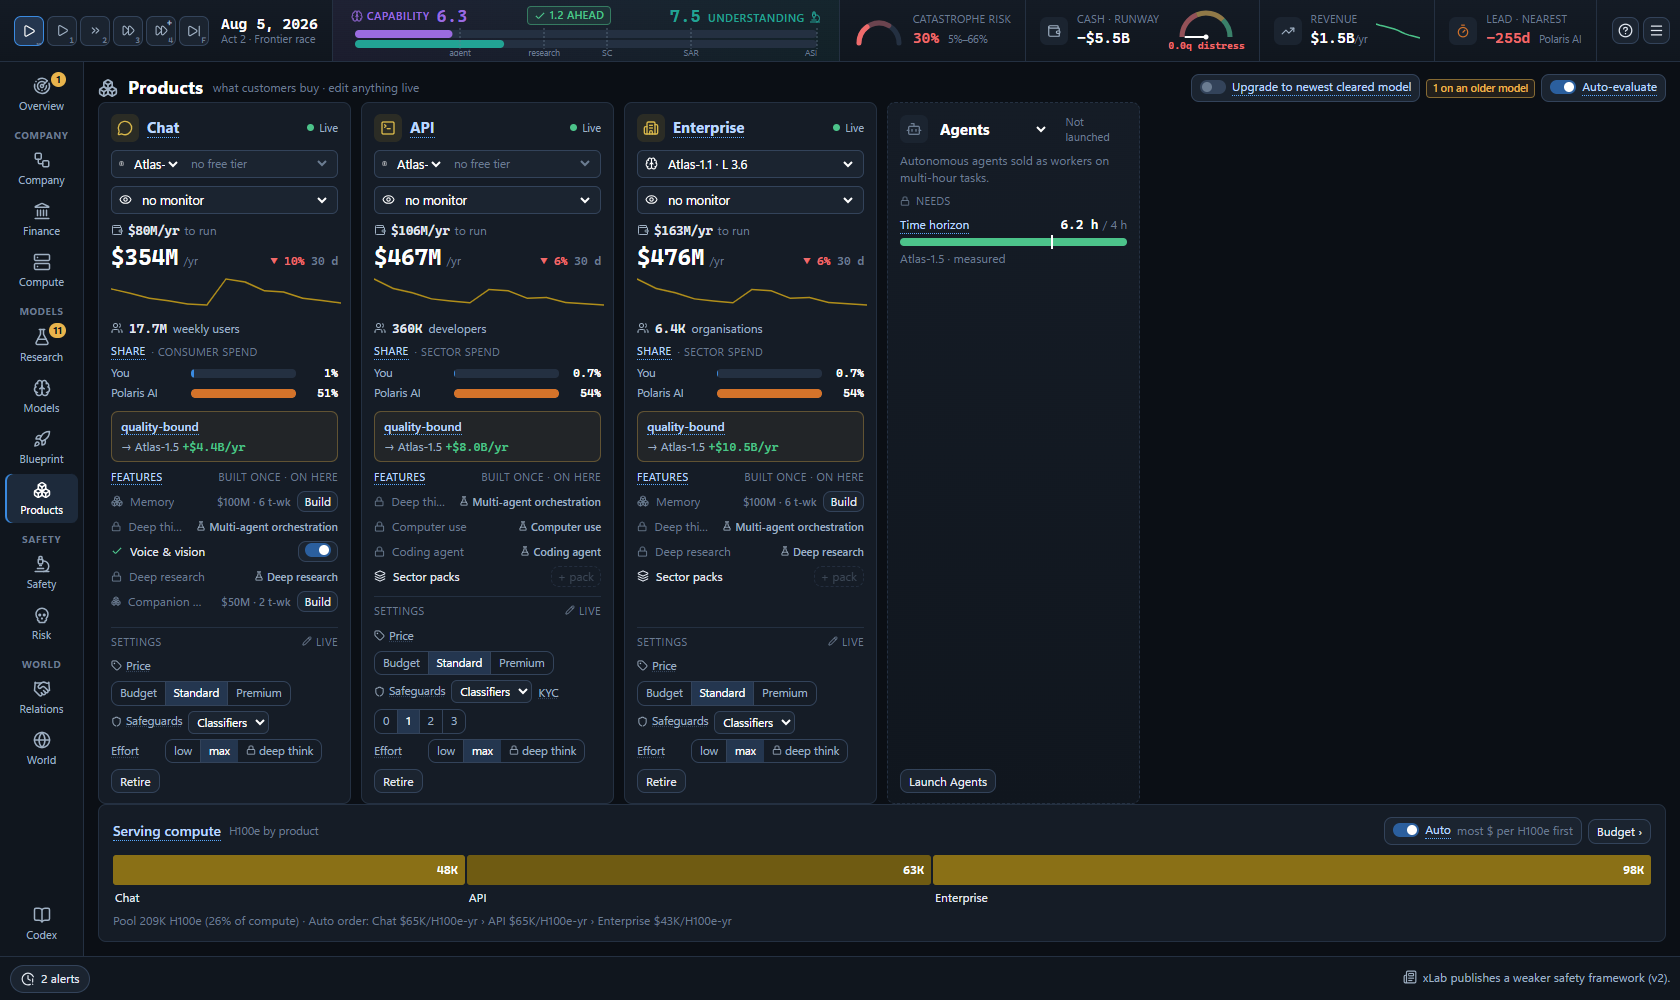 1
2
3
4
F
Aug 5, 2026
Act 2 · Frontier race
CAPABILITY 6.3
1.2 AHEAD
7.5 UNDERSTANDING
agent
research
SC
SAR
ASI
CATASTROPHE RISK
30% 5%–66%
CASH · RUNWAY
−$5.5B
0.0q distress
REVENUE
$1.5B/yr
LEAD · NEAREST
−255d Polaris AI
1
Overview
COMPANY
Company
Finance
Compute
MODELS
11
Research
Models
Blueprint
Products
SAFETY
Safety
Risk
WORLD
Relations
World
Codex
Products what customers buy · edit anything live
Upgrade to newest cleared model
1 on an older model
Auto-evaluate
Chat
Live
Atlas-
no free tier
no monitor
$80M/yr to run
$354M /yr
▼ 10% 30 d
17.7M weekly users
SHARE · CONSUMER SPEND
You 1%
Polaris AI 51%
quality-bound
→ Atlas-1.5 +$4.4B/yr
FEATURES BUILT ONCE · ON HERE
Memory $100M · 6 t-wk Build
Deep thi... Multi-agent orchestration
Voice & vision
Deep research Deep research
Companion ... $50M · 2 t-wk Build
SETTINGS LIVE
Price
Budget Standard Premium
Safeguards Classifiers
Effort low max deep think
Retire
API
Live
Atlas-
no free tier
no monitor
$106M/yr to run
$467M /yr
▼ 6% 30 d
360K developers
SHARE · SECTOR SPEND
You 0.7%
Polaris AI 54%
quality-bound
→ Atlas-1.5 +$8.0B/yr
FEATURES BUILT ONCE · ON HERE
Deep thi... Multi-agent orchestration
Computer use Computer use
Coding agent Coding agent
Sector packs + pack
SETTINGS LIVE
Price
Budget Standard Premium
Safeguards Classifiers KYC
0 1 2 3
Effort low max deep think
Retire
Enterprise
Live
Atlas-1.1 · L 3.6
no monitor
$163M/yr to run
$476M /yr
▼ 6% 30 d
6.4K organisations
SHARE · SECTOR SPEND
You 0.7%
Polaris AI 54%
quality-bound
→ Atlas-1.5 +$10.5B/yr
FEATURES BUILT ONCE · ON HERE
Memory $100M · 6 t-wk Build
Deep thi... Multi-agent orchestration
Deep research Deep research
Sector packs + pack
SETTINGS LIVE
Price
Budget Standard Premium
Safeguards Classifiers
Effort low max deep think
Retire
Agents
Not
launched
Autonomous agents sold as workers on
multi-hour tasks.
NEEDS
Time horizon 6.2 h / 4 h
Atlas-1.5 · measured
Launch Agents
Serving compute H100e by product
Auto most $ per H100e first
Budget ›
48K
63K
98K
Chat
API
Enterprise
Pool 209K H100e (26% of compute) · Auto order: Chat $65K/H100e-yr › API $65K/H100e-yr › Enterprise $43K/H100e-yr
2 alerts
xLab publishes a weaker safety framework (v2).